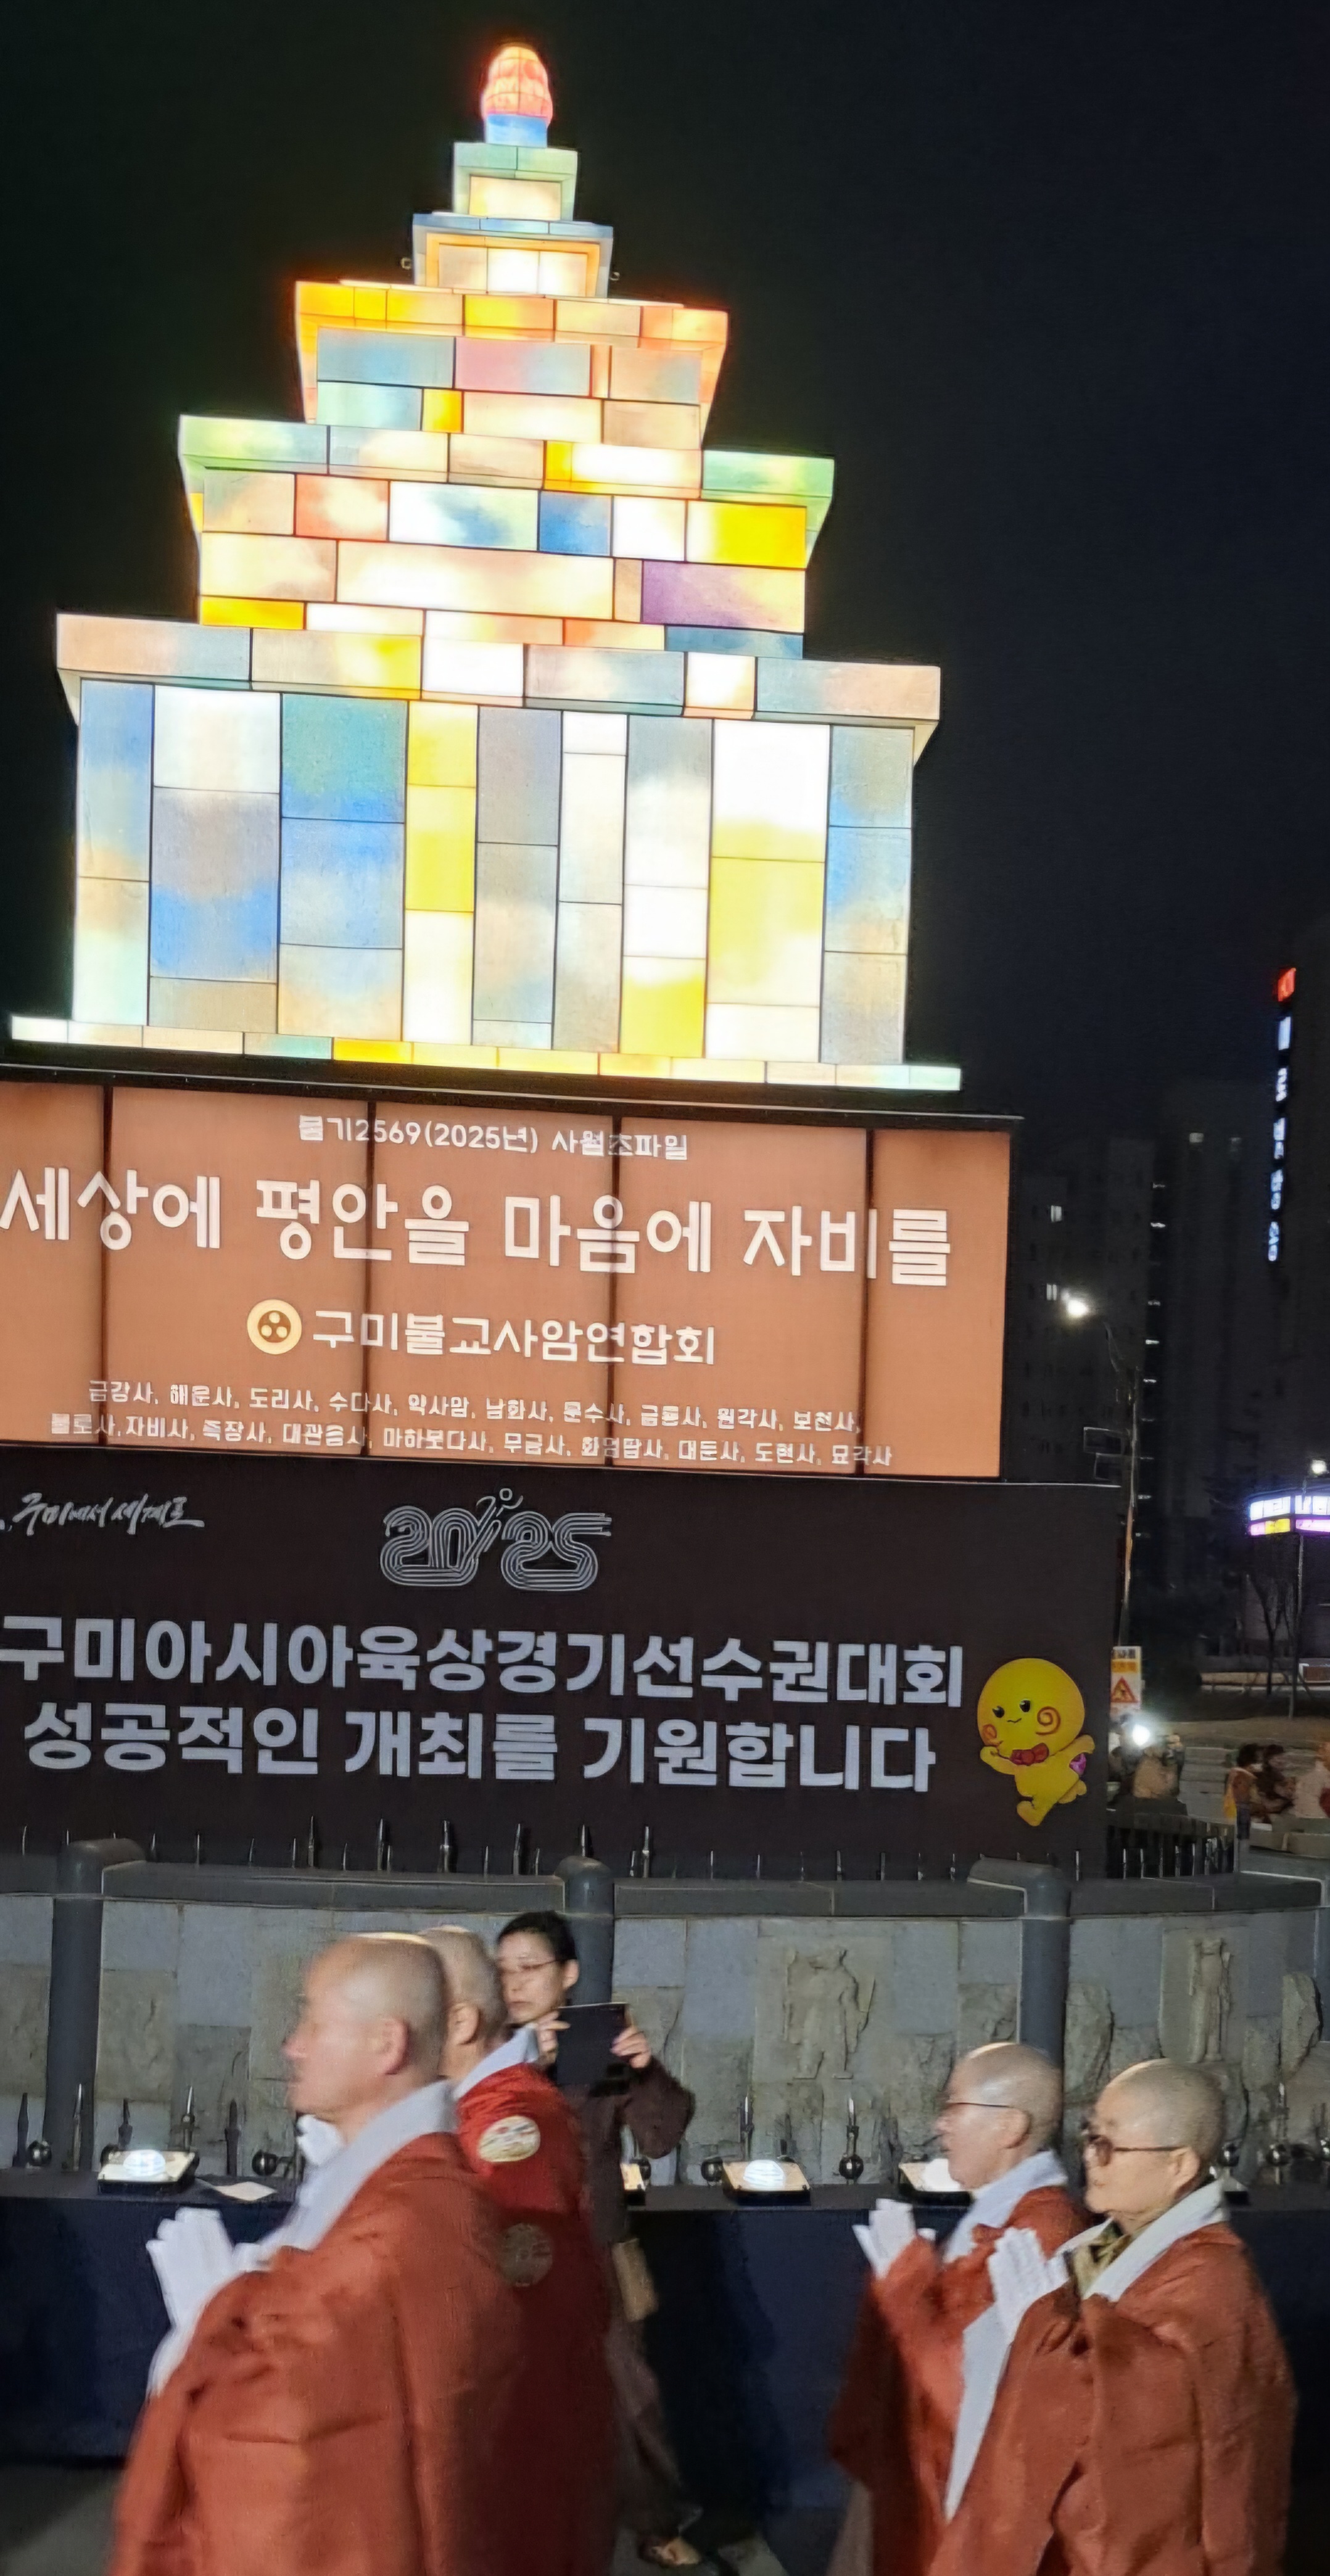 불기2569(2025년) 사월초파일
세상에 평안을 마음에 자비를
구미불교사암연합회
금강사, 해운사, 도리사, 수다사, 약사암, 남화사, 문수사, 금룡사, 원각사, 보천사,
불로사, 자비사, 죽장사, 대관음사, 마하붓다사, 무금사, 대둔사, 도현사, 묘각사
구미에서 세계로
2025
구미아시아육상경기선수권대회
성공적인 개최를 기원합니다